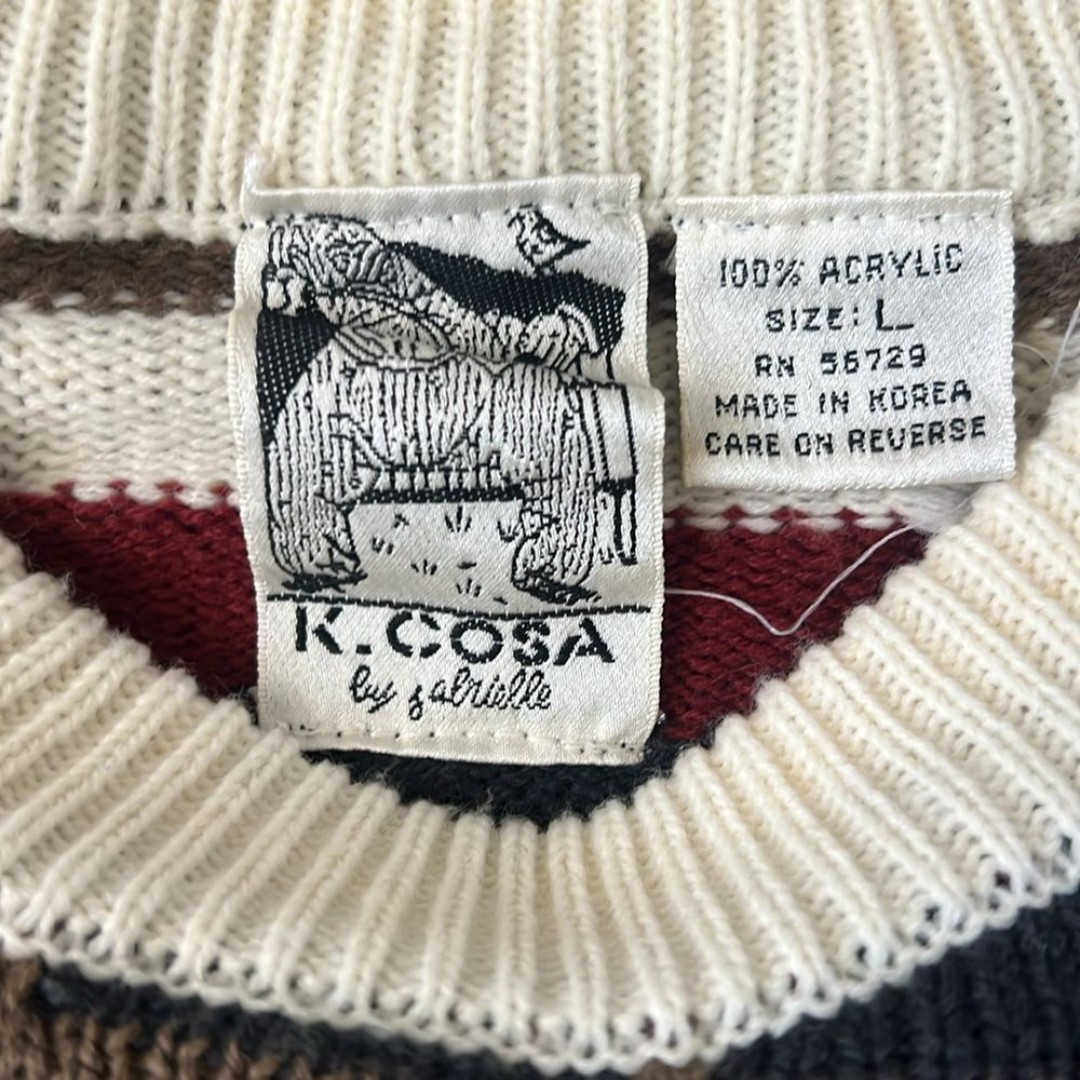 K.COSA
by gabrielle
100% ACRYLIC
SIZE: L
RN 56729
MADE IN KOREA
CARE ON REVERSE